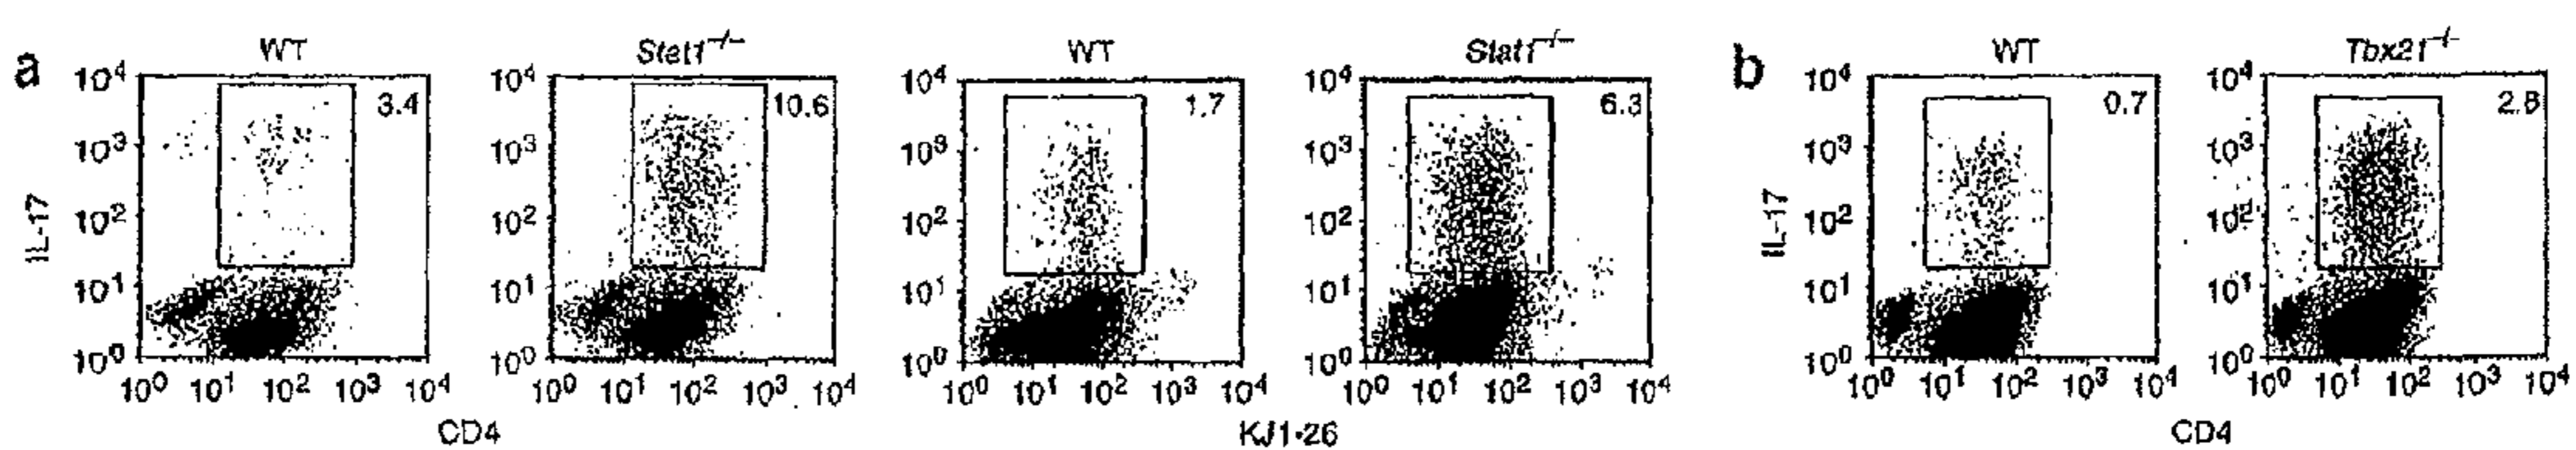 a b
WT Stat1⁻/⁻ WT Stat1⁻/⁻ WT Tbx21⁻/⁻
10⁴ 10⁴ 10⁴ 10⁴ 10⁴ 10⁴
3.4 10.6 1.7 6.3 0.7 2.8
10³ 10³ 10³ 10³ 10³ 10³
IL-17 IL-17
10² 10² 10² 10² 10² 10²
10¹ 10¹ 10¹ 10¹ 10¹ 10¹
10⁰ 10⁰ 10⁰ 10⁰ 10⁰ 10⁰
10⁰ 10¹ 10² 10³ 10⁴ 10⁰ 10¹ 10² 10³ 10⁴ 10⁰ 10¹ 10² 10³ 10⁴ 10⁰ 10¹ 10² 10³ 10⁴ 10⁰ 10¹ 10² 10³ 10⁴ 10⁰ 10¹ 10² 10³ 10⁴
CD4 KJ1•26 CD4